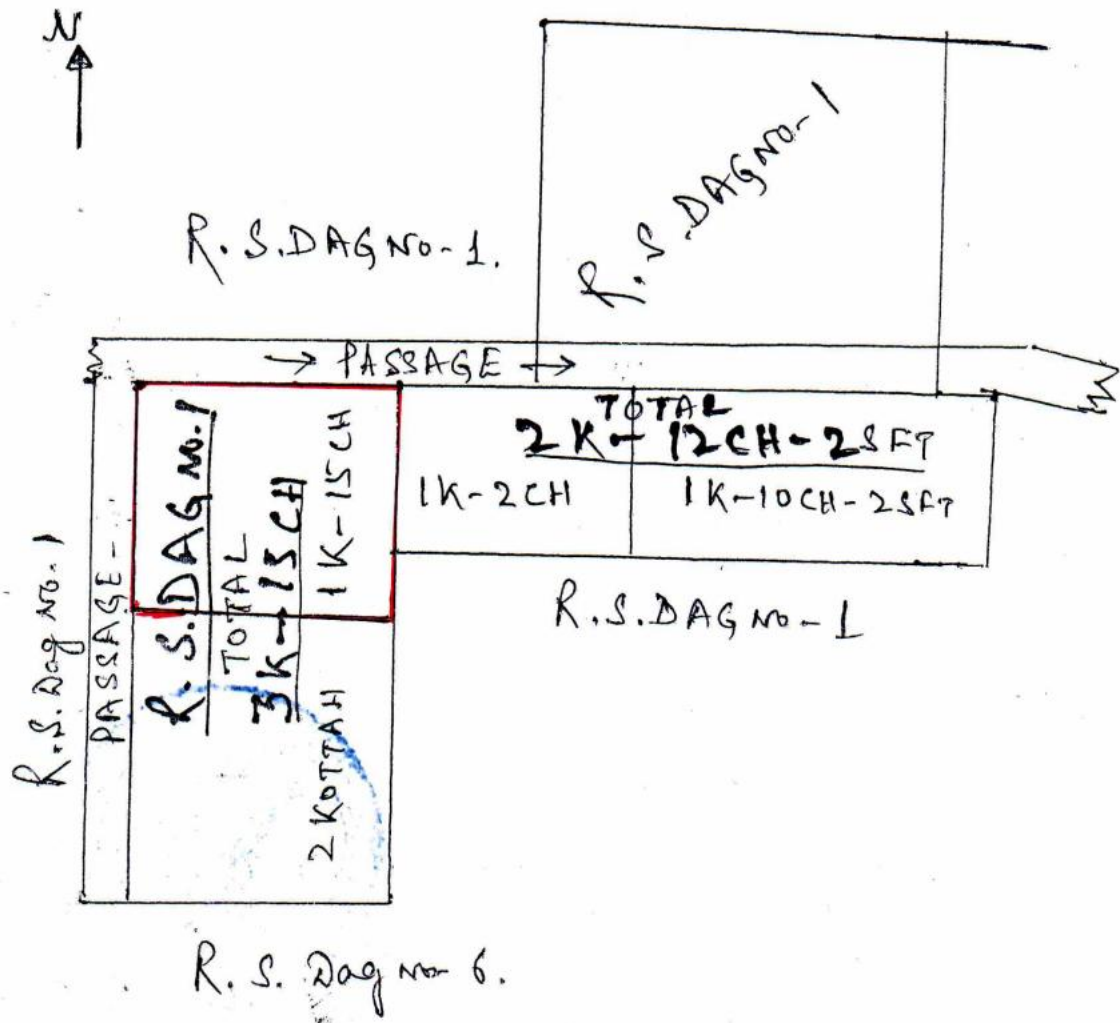 N
R.S.DAG NO-1
R.S.DAG NO-1.
→ PASSAGE →
TOTAL
2K-12CH-2SFT
1K-2CH
1K-10CH-2SFT
R.S.DAG NO-1
R.S.Dag no.1
PASSAGE-
R.S.DAG NO.1
TOTAL
3K-15CH
1K-15CH
2 KOTTAH
R.S. Dag no- 6.